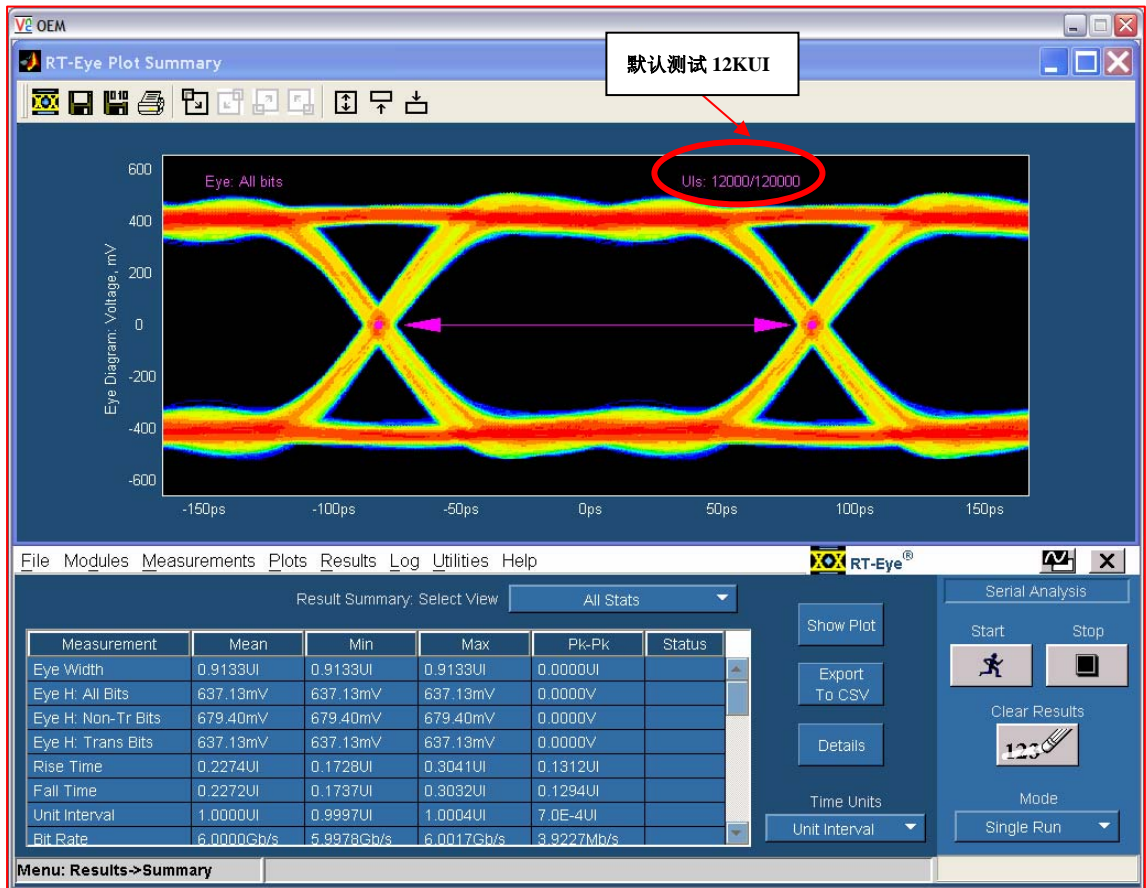 OEM
RT-Eye Plot Summary
默认测试 12KUI
Eye: All bits
UIs: 12000/120000
Eye Diagram: Voltage, mV
600
400
200
0
-200
-400
-600
-150ps -100ps -50ps 0ps 50ps 100ps 150ps
File Modules Measurements Plots Results Log Utilities Help
RT-Eye®
Result Summary: Select View All Stats
Measurement Mean Min Max Pk-Pk Status
Eye Width 0.9133UI 0.9133UI 0.9133UI 0.0000UI
Eye H: All Bits 637.13mV 637.13mV 637.13mV 0.0000V
Eye H: Non-Tr Bits 679.40mV 679.40mV 679.40mV 0.0000V
Eye H: Trans Bits 637.13mV 637.13mV 637.13mV 0.0000V
Rise Time 0.2274UI 0.1728UI 0.3041UI 0.1312UI
Fall Time 0.2272UI 0.1737UI 0.3032UI 0.1294UI
Unit Interval 1.0000UI 0.9997UI 1.0004UI 7.0E-4UI
Bit Rate 6.0000Gb/s 5.9978Gb/s 6.0017Gb/s 3.9227Mb/s
Show Plot
Export
To CSV
Details
Time Units
Unit Interval
Serial Analysis
Start Stop
Clear Results
123
Mode
Single Run
Menu: Results->Summary